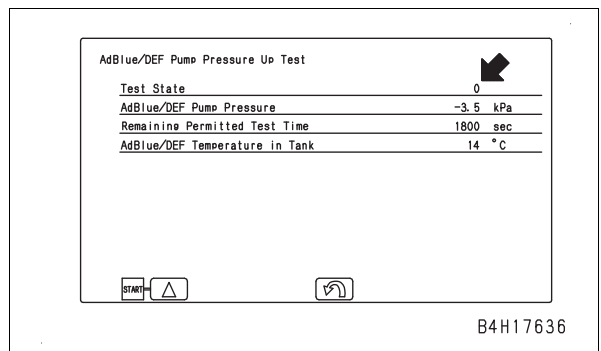 AdBlue/DEF Pump Pressure Up Test
Test State 0
AdBlue/DEF Pump Pressure -3.5 kPa
Remaining Permitted Test Time 1800 sec
AdBlue/DEF Temperature in Tank 14 °C
START
B4H17636